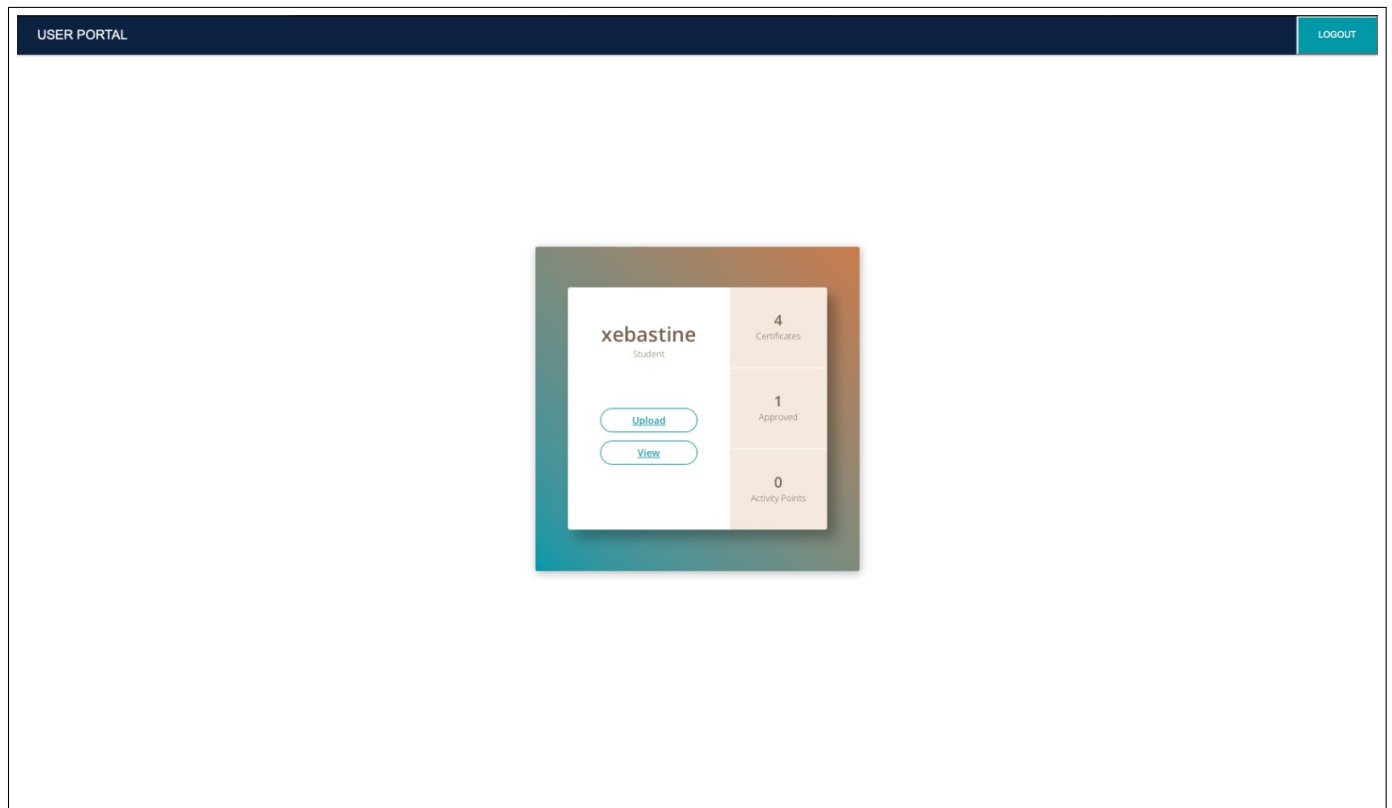 USER PORTAL
LOGOUT
xebastine
Student
Upload
View
4
Certificates
1
Approved
0
Activity Points